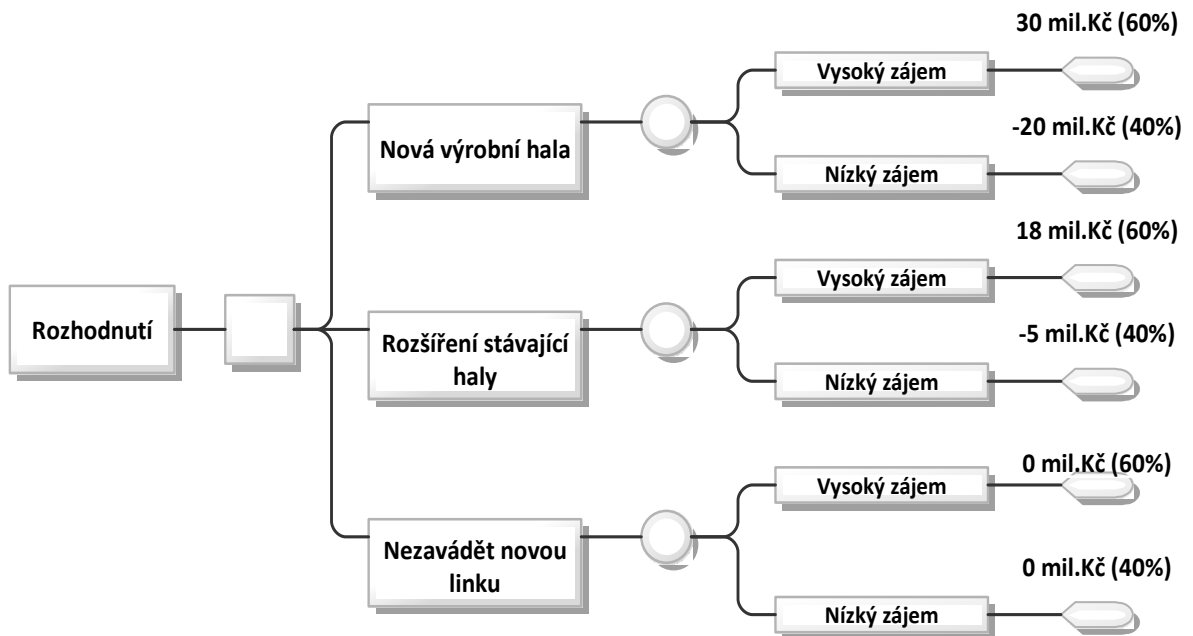 30 mil.Kč (60%)
Vysoký zájem
-20 mil.Kč (40%)
Nová výrobní hala
Nízký zájem
18 mil.Kč (60%)
Vysoký zájem
Rozhodnutí
Rozšíření stávající
haly
-5 mil.Kč (40%)
Nízký zájem
0 mil.Kč (60%)
Vysoký zájem
Nezavádět novou
linku
0 mil.Kč (40%)
Nízký zájem